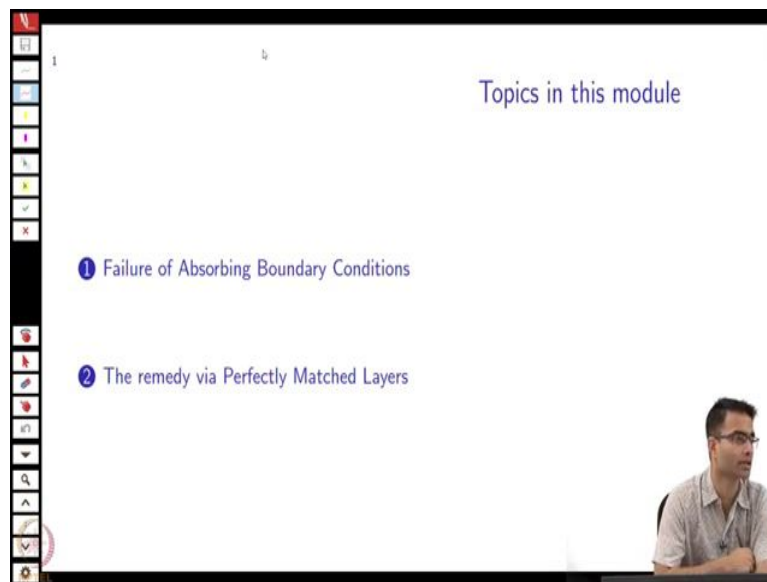 1
Topics in this module
1 Failure of Absorbing Boundary Conditions
2 The remedy via Perfectly Matched Layers